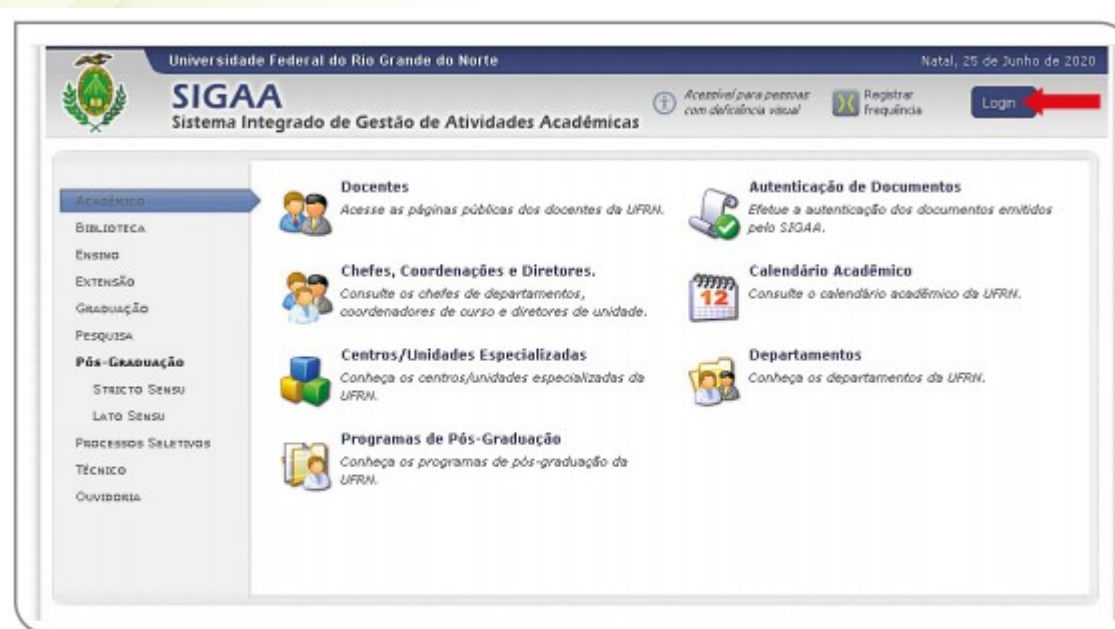 Universidade Federal do Rio Grande do Norte
Natal, 25 de Junho de 2020
SIGAA
Sistema Integrado de Gestão de Atividades Acadêmicas
Acessível para pessoas
com deficiência visual
Registrar
frequência
Login
Acadêmico
Biblioteca
Ensino
Extensão
Graduação
Pesquisa
Pós-Graduação
Stricto Sensu
Lato Sensu
Processos Seletivos
Técnico
Ouvidoria
Docentes
Acesse as páginas públicas dos docentes da UFRN.
Chefes, Coordenações e Diretores.
Consulte os chefes de departamentos,
coordenadores de curso e diretores de unidade.
Centros/Unidades Especializadas
Conheça os centros/unidades especializadas da
UFRN.
Programas de Pós-Graduação
Conheça os programas de pós-graduação da
UFRN.
Autenticação de Documentos
Efetue a autenticação dos documentos emitidos
pelo SIGAA.
Calendário Acadêmico
12
Consulte o calendário acadêmico da UFRN.
Departamentos
Conheça os departamentos da UFRN.